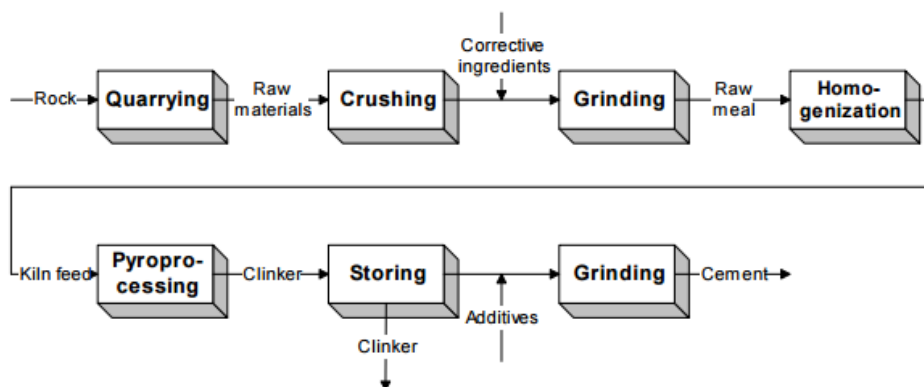 Corrective
ingredients
Rock
Quarrying
Raw
materials
Crushing
Grinding
Raw
meal
Homo-
genization
Kiln feed
Pyropro-
cessing
Clinker
Storing
Additives
Grinding
Cement
Clinker